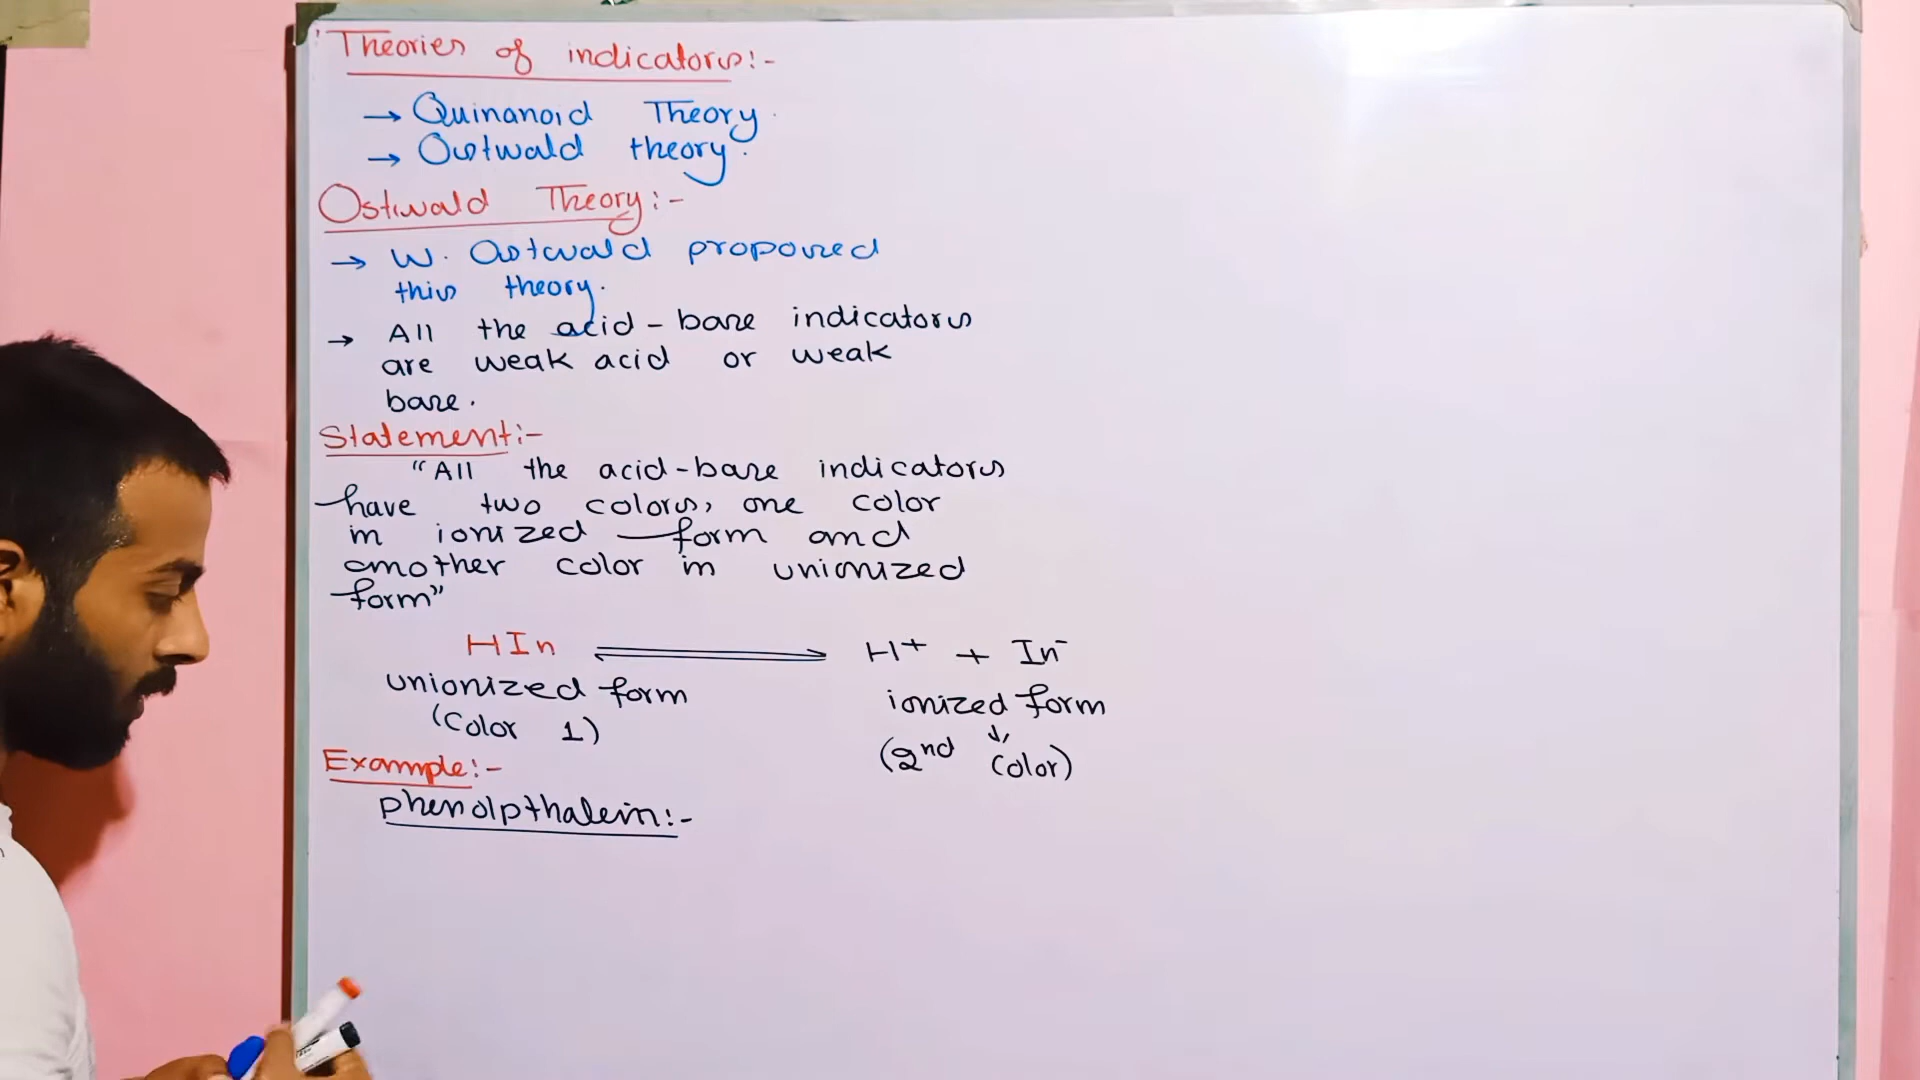 Theories of indicators:-
→ Quinanoid Theory.
→ Ostwald theory.
Ostwald Theory:-
→ W. Ostwald proposed
this theory.
→ All the acid-base indicators
are weak acid or weak
base.
Statement:-
"All the acid-base indicators
have two colors, one color
in ionized form and
another color in unionized
form"
HIn ⇌ H+ + In-
unionized form ionized form
(Color 1) ↓
(2nd Color)
Example:-
phenolpthalein:-